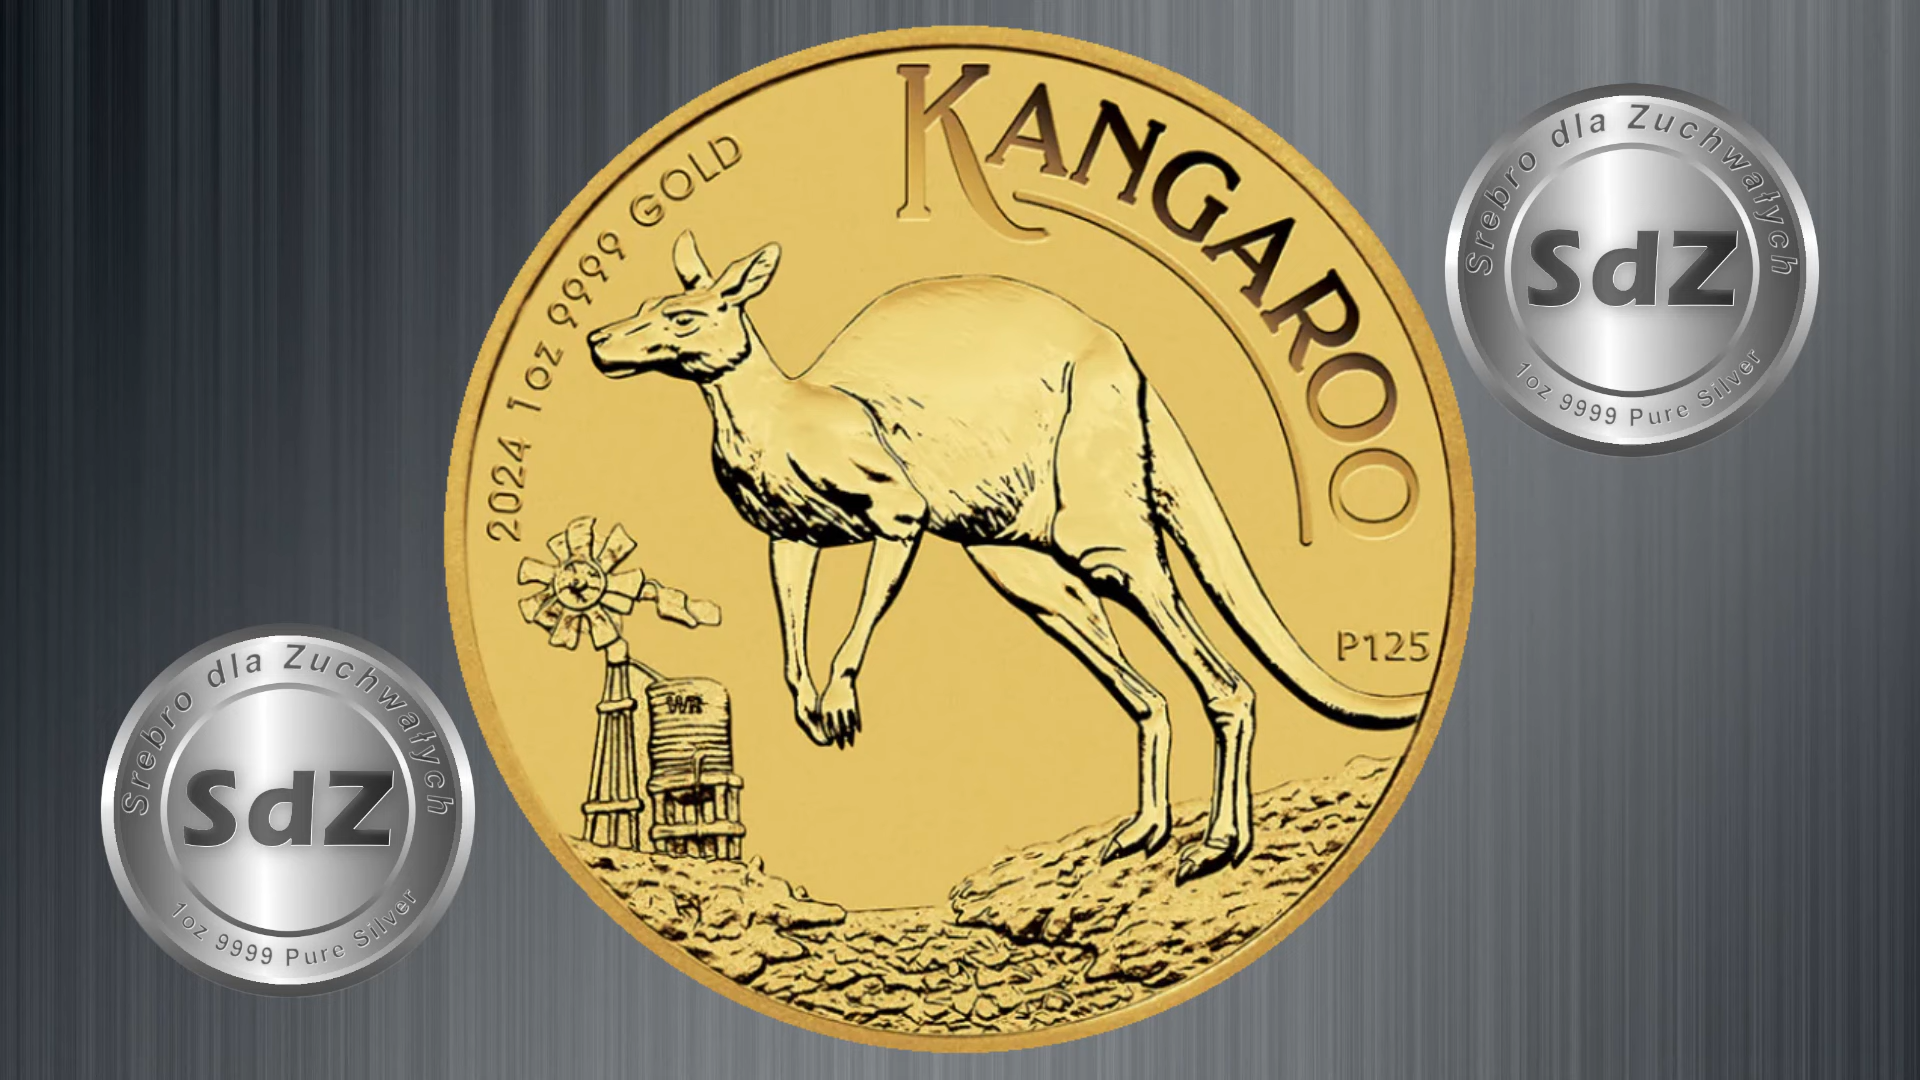 KANGAROO
2024 1oz 9999 GOLD
P125
WR
Srebro dla Zuchwałych
SdZ
1oz 9999 Pure Silver
Srebro dla Zuchwałych
SdZ
1oz 9999 Pure Silver